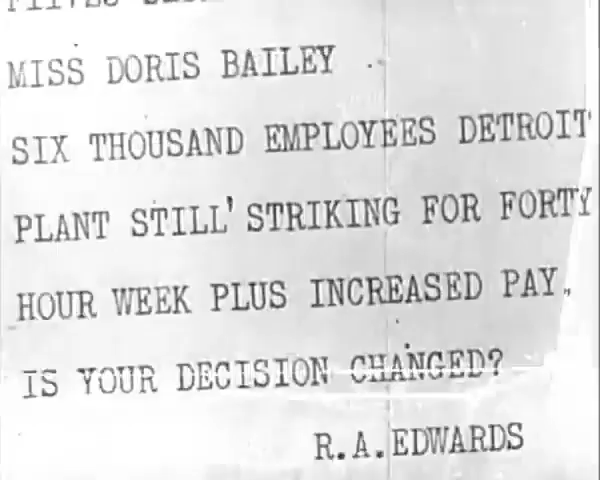 MISS DORIS BAILEY
SIX THOUSAND EMPLOYEES DETROIT
PLANT STILL' STRIKING FOR FORTY
HOUR WEEK PLUS INCREASED PAY.
IS YOUR DECISION CHANGED?
R.A.EDWARDS